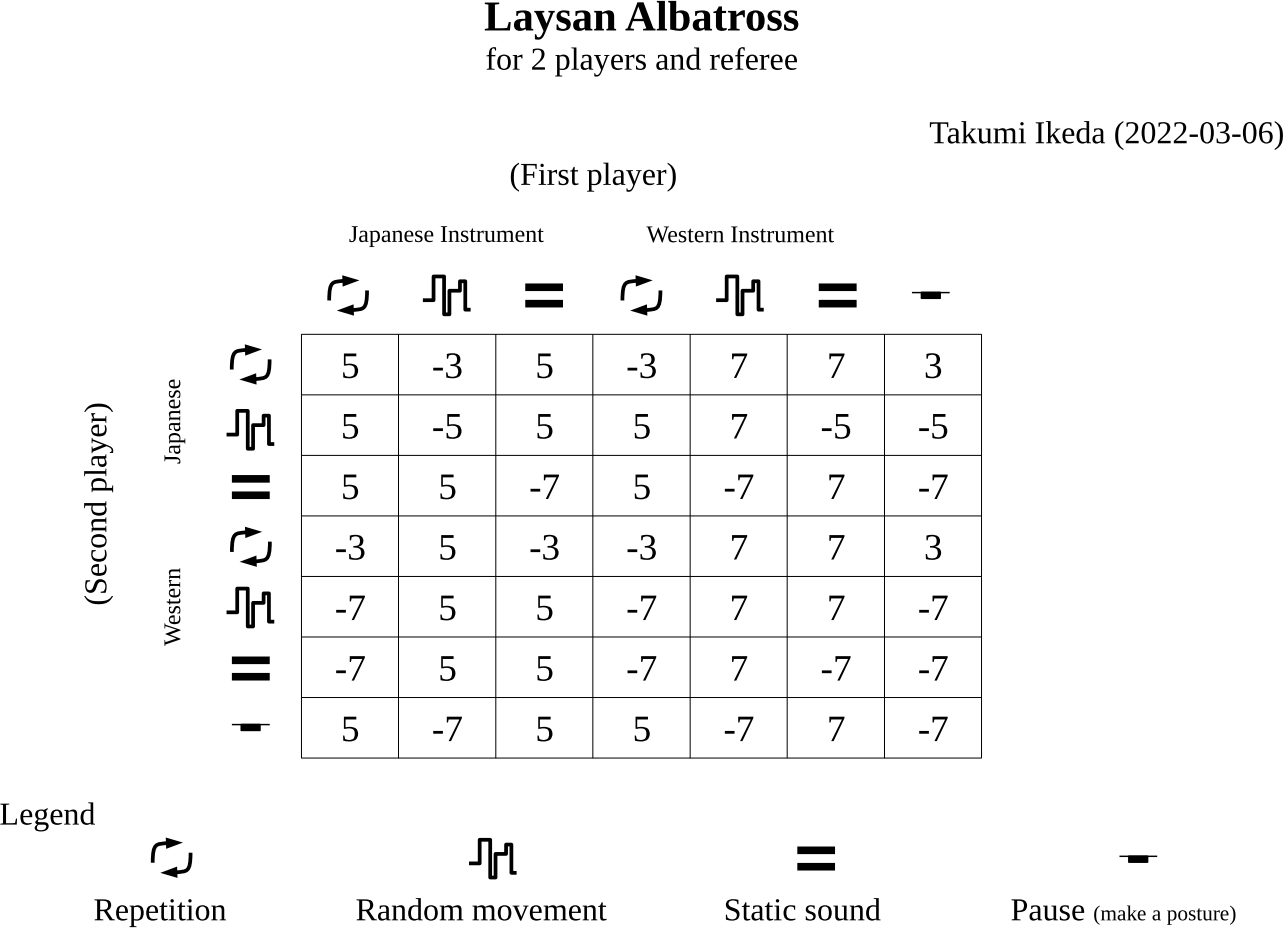 Laysan Albatross
for 2 players and referee
Takumi Ikeda (2022-03-06)
(First player)
Japanese Instrument Western Instrument
(Second player)
Japanese
Western
5 -3 5 -3 7 7 3
5 -5 5 5 7 -5 -5
5 5 -7 5 -7 7 -7
-3 5 -3 -3 7 7 3
-7 5 5 -7 7 7 -7
-7 5 5 -7 7 -7 -7
5 -7 5 5 -7 7 -7
Legend
Repetition Random movement Static sound Pause (make a posture)